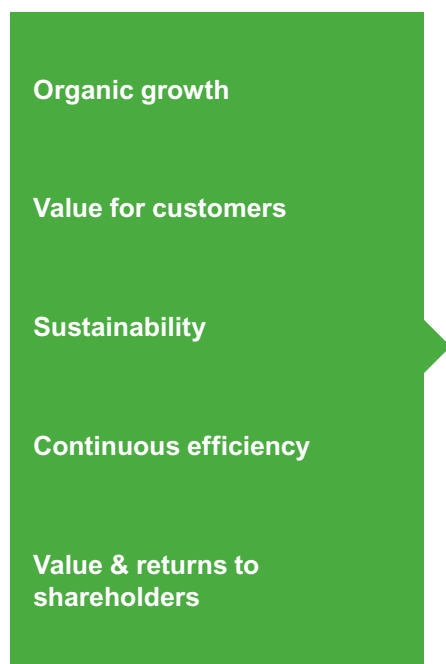 Organic growth
Value for customers
Sustainability
Continuous efficiency
Value & returns to
shareholders